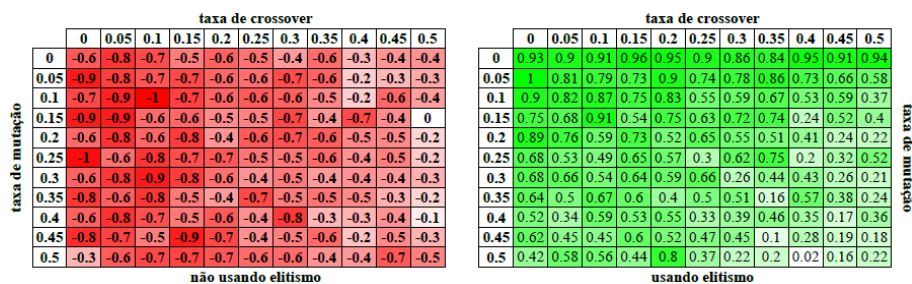 taxa de crossover
0 0.05 0.1 0.15 0.2 0.25 0.3 0.35 0.4 0.45 0.5
0 -0.6 -0.8 -0.7 -0.5 -0.6 -0.5 -0.4 -0.6 -0.3 -0.4 -0.4
0.05 -0.9 -0.8 -0.7 -0.7 -0.6 -0.6 -0.7 -0.6 -0.2 -0.3 -0.3
0.1 -0.7 -0.9 -1 -0.7 -0.6 -0.6 -0.6 -0.5 -0.2 -0.6 -0.4
0.15 -0.9 -0.9 -0.6 -0.6 -0.5 -0.5 -0.3 -0.4 -0.7 -0.4 0
0.2 -0.6 -0.8 -0.6 -0.8 -0.4 -0.6 -0.7 -0.6 -0.5 -0.5 -0.2
0.25 -1 -0.6 -0.8 -0.7 -0.7 -0.5 -0.5 -0.6 -0.4 -0.5 -0.2
0.3 -0.6 -0.8 -0.9 -0.8 -0.6 -0.4 -0.5 -0.5 -0.4 -0.5 -0.3
0.35 -0.8 -0.6 -0.8 -0.5 -0.4 -0.7 -0.5 -0.5 -0.5 -0.3 -0.2
0.4 -0.6 -0.8 -0.7 -0.5 -0.6 -0.4 -0.8 -0.3 -0.3 -0.4 -0.1
0.45 -0.8 -0.7 -0.5 -0.9 -0.7 -0.4 -0.5 -0.6 -0.2 -0.5 -0.3
0.5 -0.3 -0.6 -0.7 -0.7 -0.7 -0.6 -0.6 -0.4 -0.4 -0.7 -0.5
taxa de mutação
não usando elitismo
taxa de crossover
0 0.05 0.1 0.15 0.2 0.25 0.3 0.35 0.4 0.45 0.5
0 0.93 0.9 0.91 0.96 0.95 0.9 0.86 0.84 0.95 0.91 0.94
0.05 1 0.81 0.79 0.73 0.9 0.74 0.78 0.86 0.73 0.66 0.58
0.1 0.9 0.82 0.87 0.75 0.83 0.55 0.59 0.67 0.53 0.59 0.37
0.15 0.75 0.68 0.91 0.54 0.75 0.63 0.72 0.74 0.24 0.52 0.4
0.2 0.89 0.76 0.59 0.73 0.52 0.65 0.55 0.51 0.41 0.24 0.22
0.25 0.68 0.53 0.49 0.65 0.57 0.3 0.62 0.75 0.2 0.32 0.52
0.3 0.68 0.66 0.54 0.64 0.59 0.66 0.26 0.44 0.43 0.26 0.21
0.35 0.64 0.5 0.67 0.6 0.4 0.5 0.51 0.16 0.57 0.38 0.24
0.4 0.52 0.34 0.59 0.53 0.55 0.33 0.39 0.46 0.35 0.17 0.36
0.45 0.62 0.45 0.45 0.6 0.52 0.47 0.45 0.1 0.28 0.19 0.18
0.5 0.42 0.58 0.56 0.44 0.8 0.37 0.22 0.2 0.02 0.16 0.22
taxa de mutação
usando elitismo